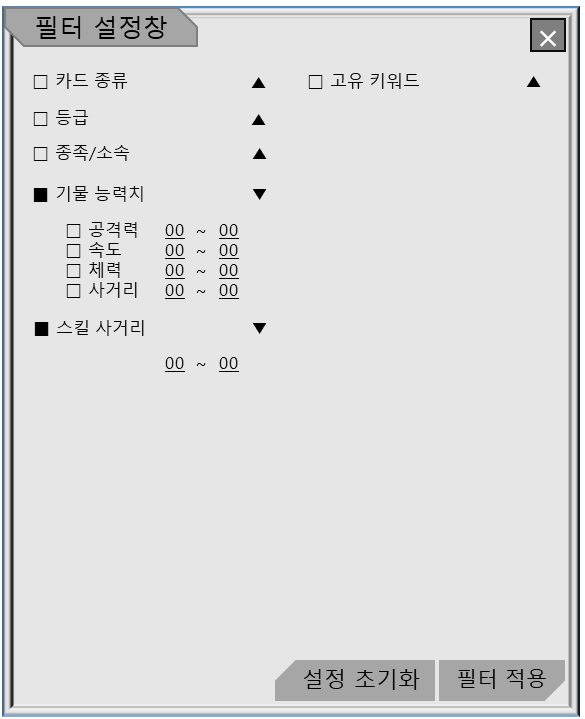 필터 설정창
□ 카드 종류 ▲
□ 등급 ▲
□ 종족/소속 ▲
■ 기물 능력치 ▼
□ 공격력 00 ~ 00
□ 속도 00 ~ 00
□ 체력 00 ~ 00
□ 사거리 00 ~ 00
■ 스킬 사거리 ▼
00 ~ 00
□ 고유 키워드 ▲
설정 초기화
필터 적용